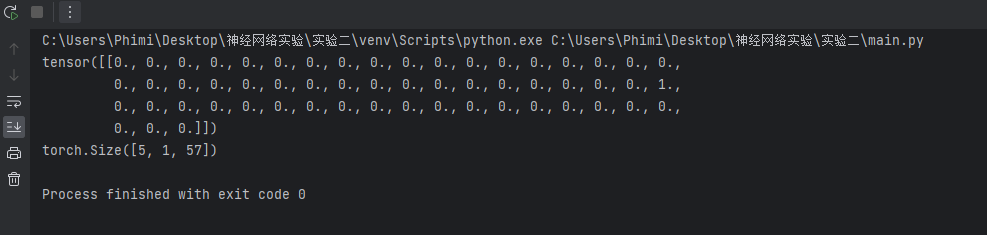 C:\Users\Phimi\Desktop\神经网络实验\实验二\venv\Scripts\python.exe C:\Users\Phimi\Desktop\神经网络实验\实验二\main.py
tensor([[0., 0., 0., 0., 0., 0., 0., 0., 0., 0., 0., 0., 0., 0., 0., 0., 0., 0.,
         0., 0., 0., 0., 0., 0., 0., 0., 0., 0., 0., 0., 0., 0., 0., 0., 0., 1.,
         0., 0., 0., 0., 0., 0., 0., 0., 0., 0., 0., 0., 0., 0., 0., 0., 0., 0.,
         0., 0., 0.]])
torch.Size([5, 1, 57])
Process finished with exit code 0